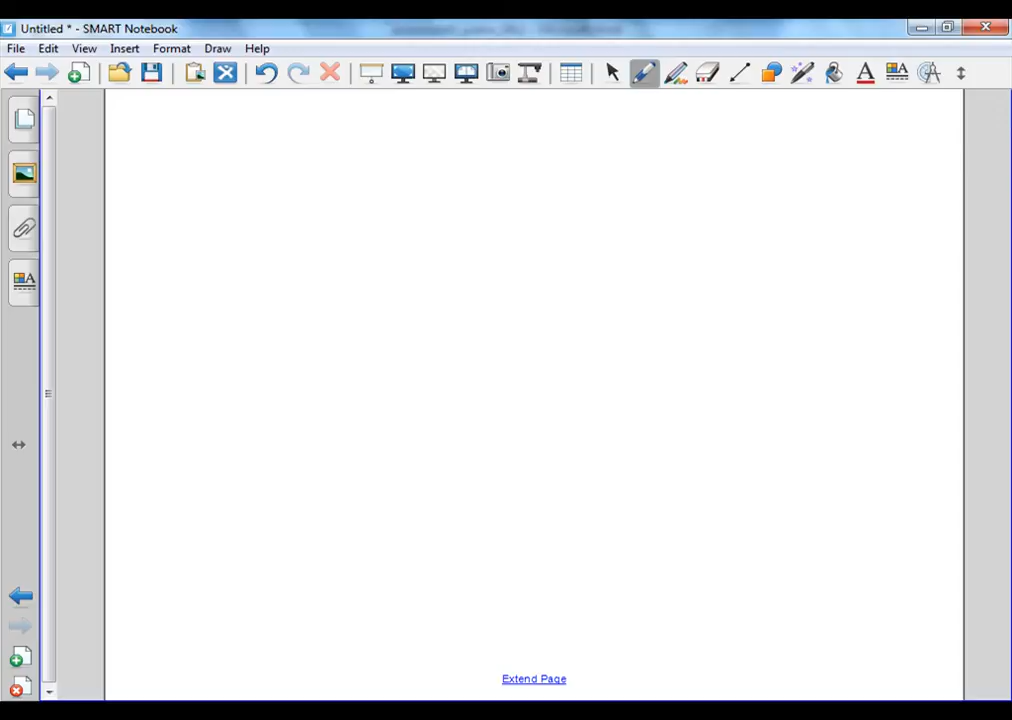 Untitled * - SMART Notebook
File Edit View Insert Format Draw Help
Extend Page